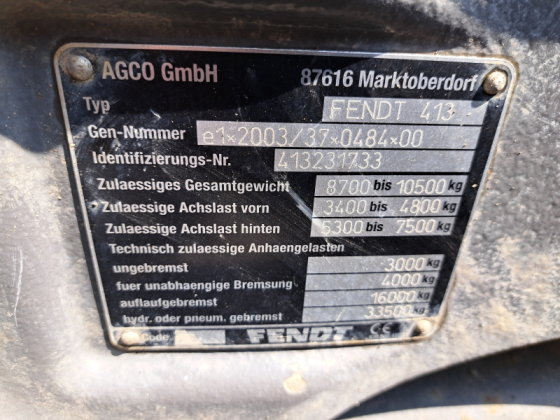 AGCO GmbH 87616 Marktoberdorf
Typ FENDT 413
Gen-Nummer e1*2003/37*0484*00
Identifizierungs-Nr. 413231733
Zulaessiges Gesamtgewicht 8700 bis 10500 kg
Zulaessige Achslast vorn 3400 bis 4800 kg
Zulaessige Achslast hinten 5300 bis 7500 kg
Technisch zulaessige Anhaengelasten
ungebremst 3000 kg
fuer unabhaengige Bremsung 4000 kg
auflaufgebremst 16000 kg
hydr. oder pneum. gebremst / 33500 kg
Code FENDT CE